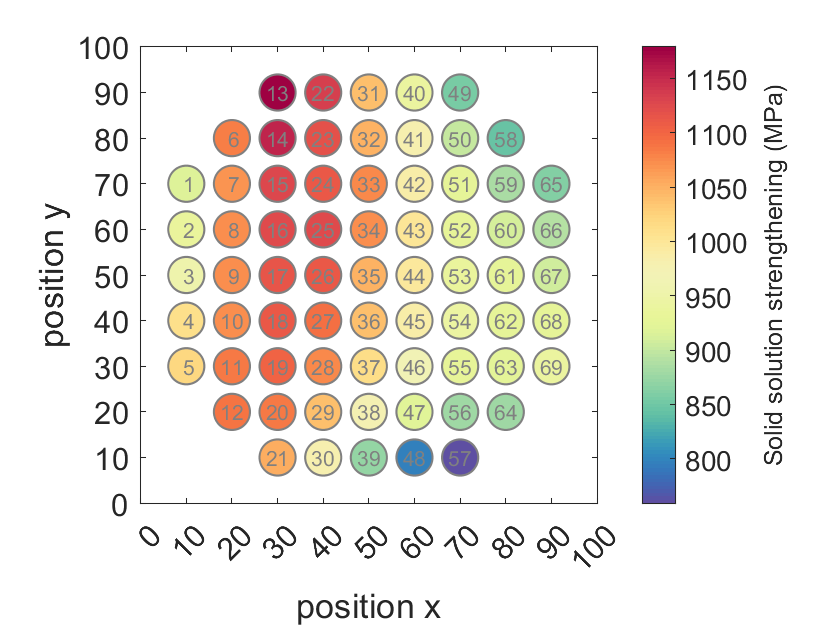 100
90 13 22 31 40 49 1150
80 6 14 23 32 41 50 58 1100
70 1 7 15 24 33 42 51 59 65 1050
60 2 8 16 25 34 43 52 60 66 1000
50 3 9 17 26 35 44 53 61 67 950
40 4 10 18 27 36 45 54 62 68
30 5 11 19 28 37 46 55 63 69 900
20 12 20 29 38 47 56 64 850
10 21 30 39 48 57 800
0
0 10 20 30 40 50 60 70 80 90 100
position x
position y
Solid solution strengthening (MPa)